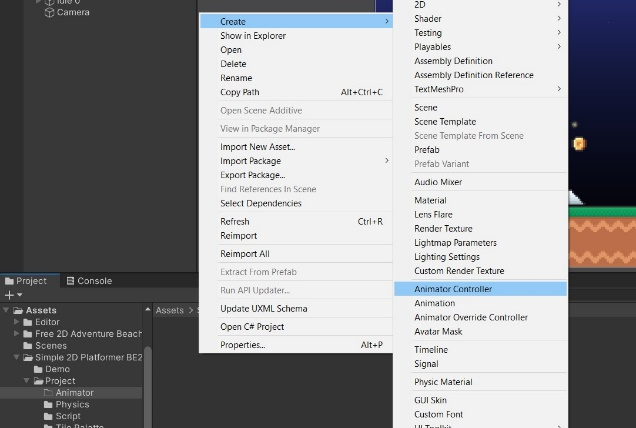 Idle 0
Camera
Create
Show in Explorer
Open
Delete
Rename
Copy Path Alt+Ctrl+C
Open Scene Additive
View in Package Manager
Import New Asset...
Import Package
Export Package...
Find References In Scene
Select Dependencies
Refresh Ctrl+R
Reimport
Reimport All
Extract From Prefab
Run API Updater...
Update UXML Schema
Open C# Project
Properties... Alt+P
2D
Shader
Testing
Playables
Assembly Definition
Assembly Definition Reference
TextMeshPro
Scene
Scene Template
Scene Template From Scene
Prefab
Prefab Variant
Audio Mixer
Material
Lens Flare
Render Texture
Lightmap Parameters
Lighting Settings
Custom Render Texture
Animator Controller
Animation
Animator Override Controller
Avatar Mask
Timeline
Signal
Physic Material
GUI Skin
Custom Font
UI Toolkit
Project Console
Assets
Editor
Free 2D Adventure Beach
Scenes
Simple 2D Platformer BE2
Demo
Project
Animator
Physics
Script
Tile Palette
Assets